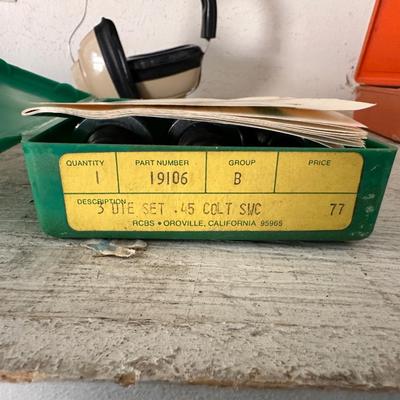 QUANTITY PART NUMBER GROUP PRICE
1 19106 B
DESCRIPTION
3 DIE SET .45 COLT SWC 77
RCBS • OROVILLE, CALIFORNIA 95965